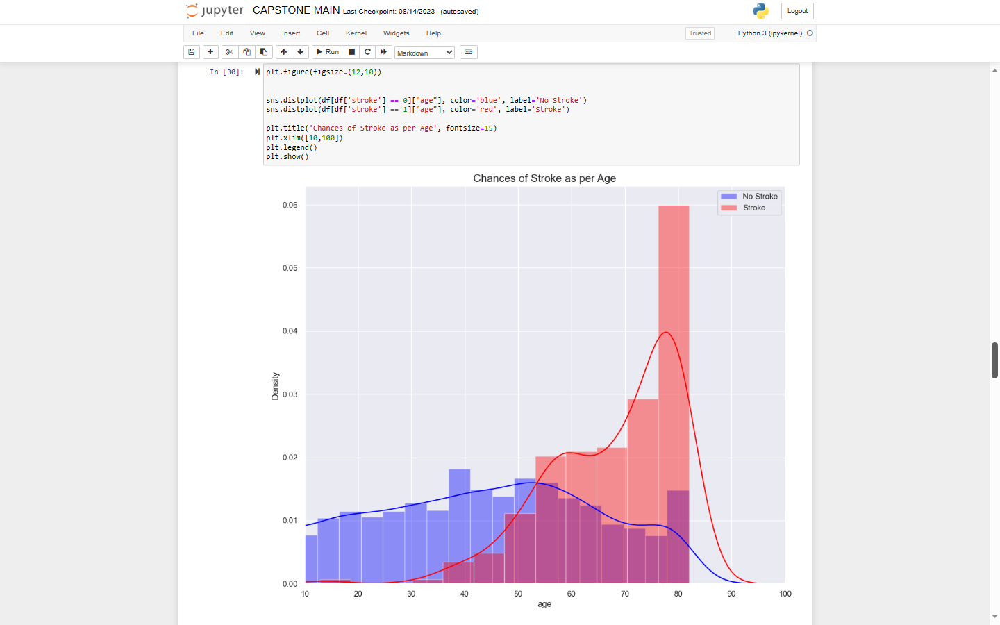 jupyter CAPSTONE MAIN Last Checkpoint: 08/14/2023 (autosaved)
Logout
File Edit View Insert Cell Kernel Widgets Help
Trusted
Python 3 (ipykernel)
Run
Markdown
In [30]:
plt.figure(figsize=(12,10))
sns.distplot(df[df['stroke'] == 0]["age"], color='blue', label='No Stroke')
sns.distplot(df[df['stroke'] == 1]["age"], color='red', label='Stroke')
plt.title('Chances of Stroke as per Age', fontsize=15)
plt.xlim([10,100])
plt.legend()
plt.show()
Chances of Stroke as per Age
No Stroke
Stroke
0.06
0.05
0.04
0.03
0.02
0.01
0.00
Density
10 20 30 40 50 60 70 80 90 100
age